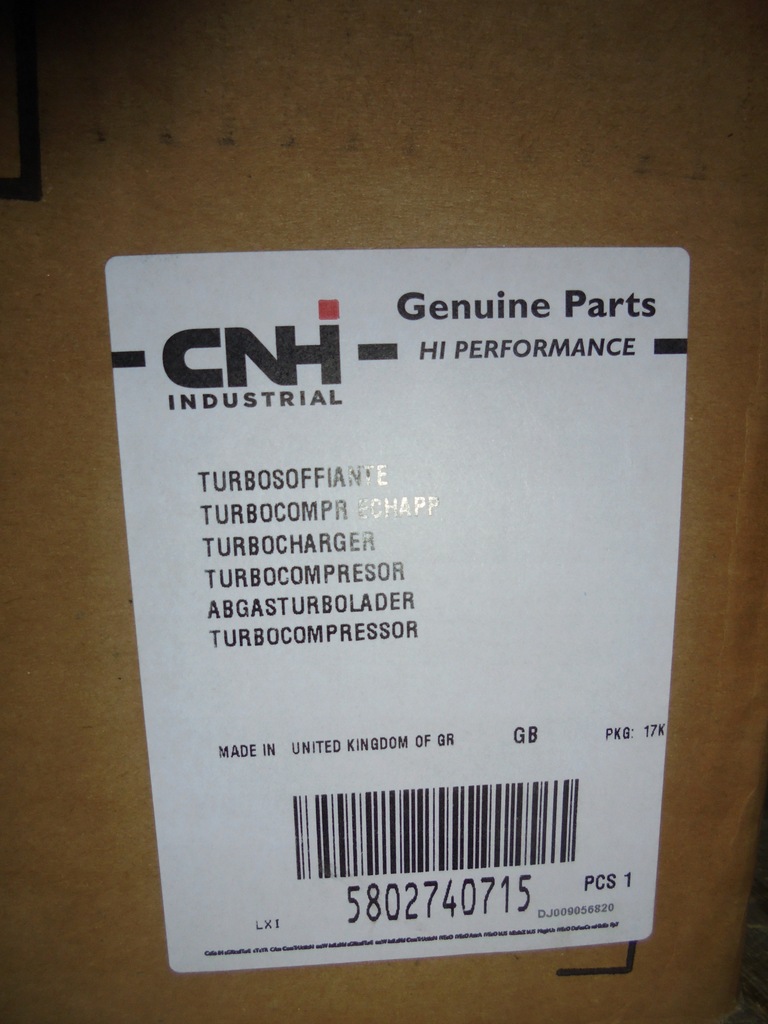 Genuine Parts
CNH
INDUSTRIAL
HI PERFORMANCE
TURBOSOFFIANTE
TURBOCOMPR ECHAPP
TURBOCHARGER
TURBOCOMPRESOR
ABGASTURBOLADER
TURBOCOMPRESSOR
MADE IN UNITED KINGDOM OF GR GB PKG: 17K
5802740715 PCS 1
LXI DJ009056820